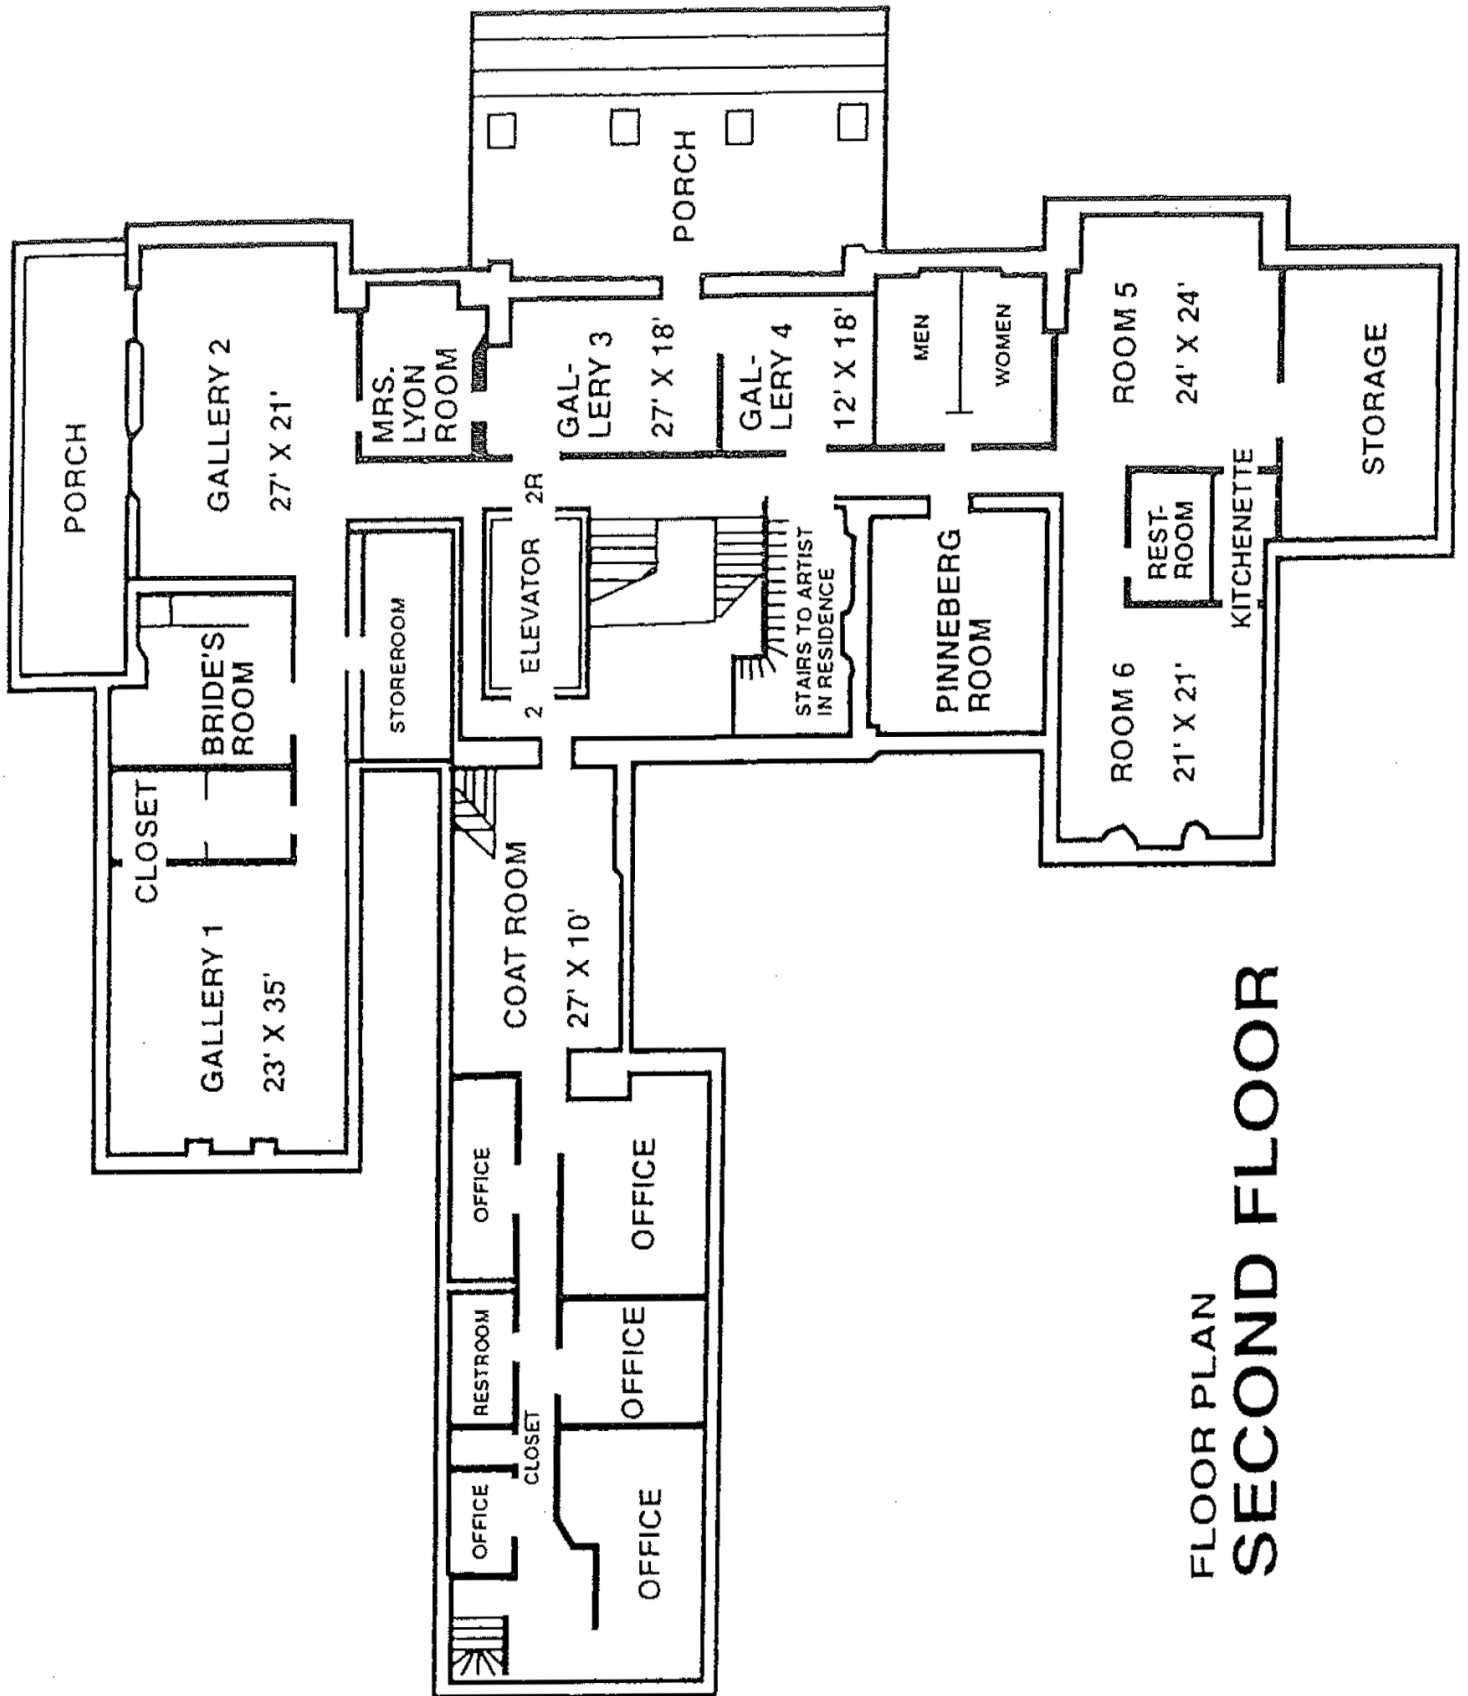 PORCH
GALLERY 2
27' X 21'
MRS.
LYON
ROOM
GAL-
LERY 3
27' X 18'
PORCH
GAL-
LERY 4
12' X 18'
MEN
WOMEN
ROOM 5
24' X 24'
STORAGE
BRIDE'S
ROOM
CLOSET
STOREROOM
2
ELEVATOR
2R
STAIRS TO ARTIST
IN RESIDENCE
PINNEBERG
ROOM
REST-
ROOM
KITCHENETTE
ROOM 6
21' X 21'
GALLERY 1
23' X 35'
COAT ROOM
27' X 10'
OFFICE
OFFICE
RESTROOM
OFFICE
CLOSET
OFFICE
OFFICE
FLOOR PLAN
SECOND FLOOR